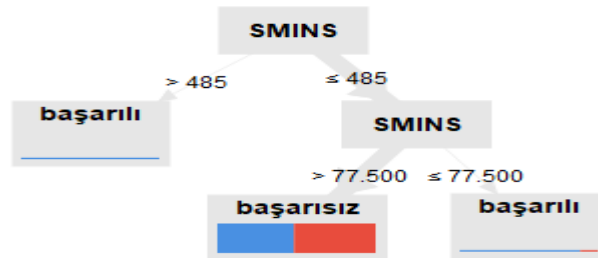 SMINS
> 485
≤ 485
başarılı
SMINS
> 77.500
≤ 77.500
başarısız
başarılı